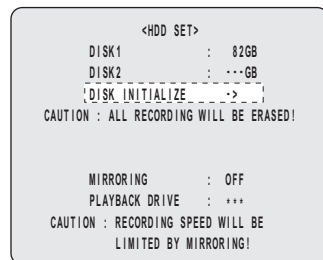 <HDD SET>
DISK1 : 82GB
DISK2 : ---GB
DISK INITIALIZE ->
CAUTION : ALL RECORDING WILL BE ERASED!
MIRRORING : OFF
PLAYBACK DRIVE : ***
CAUTION : RECORDING SPEED WILL BE
LIMITED BY MIRRORING!